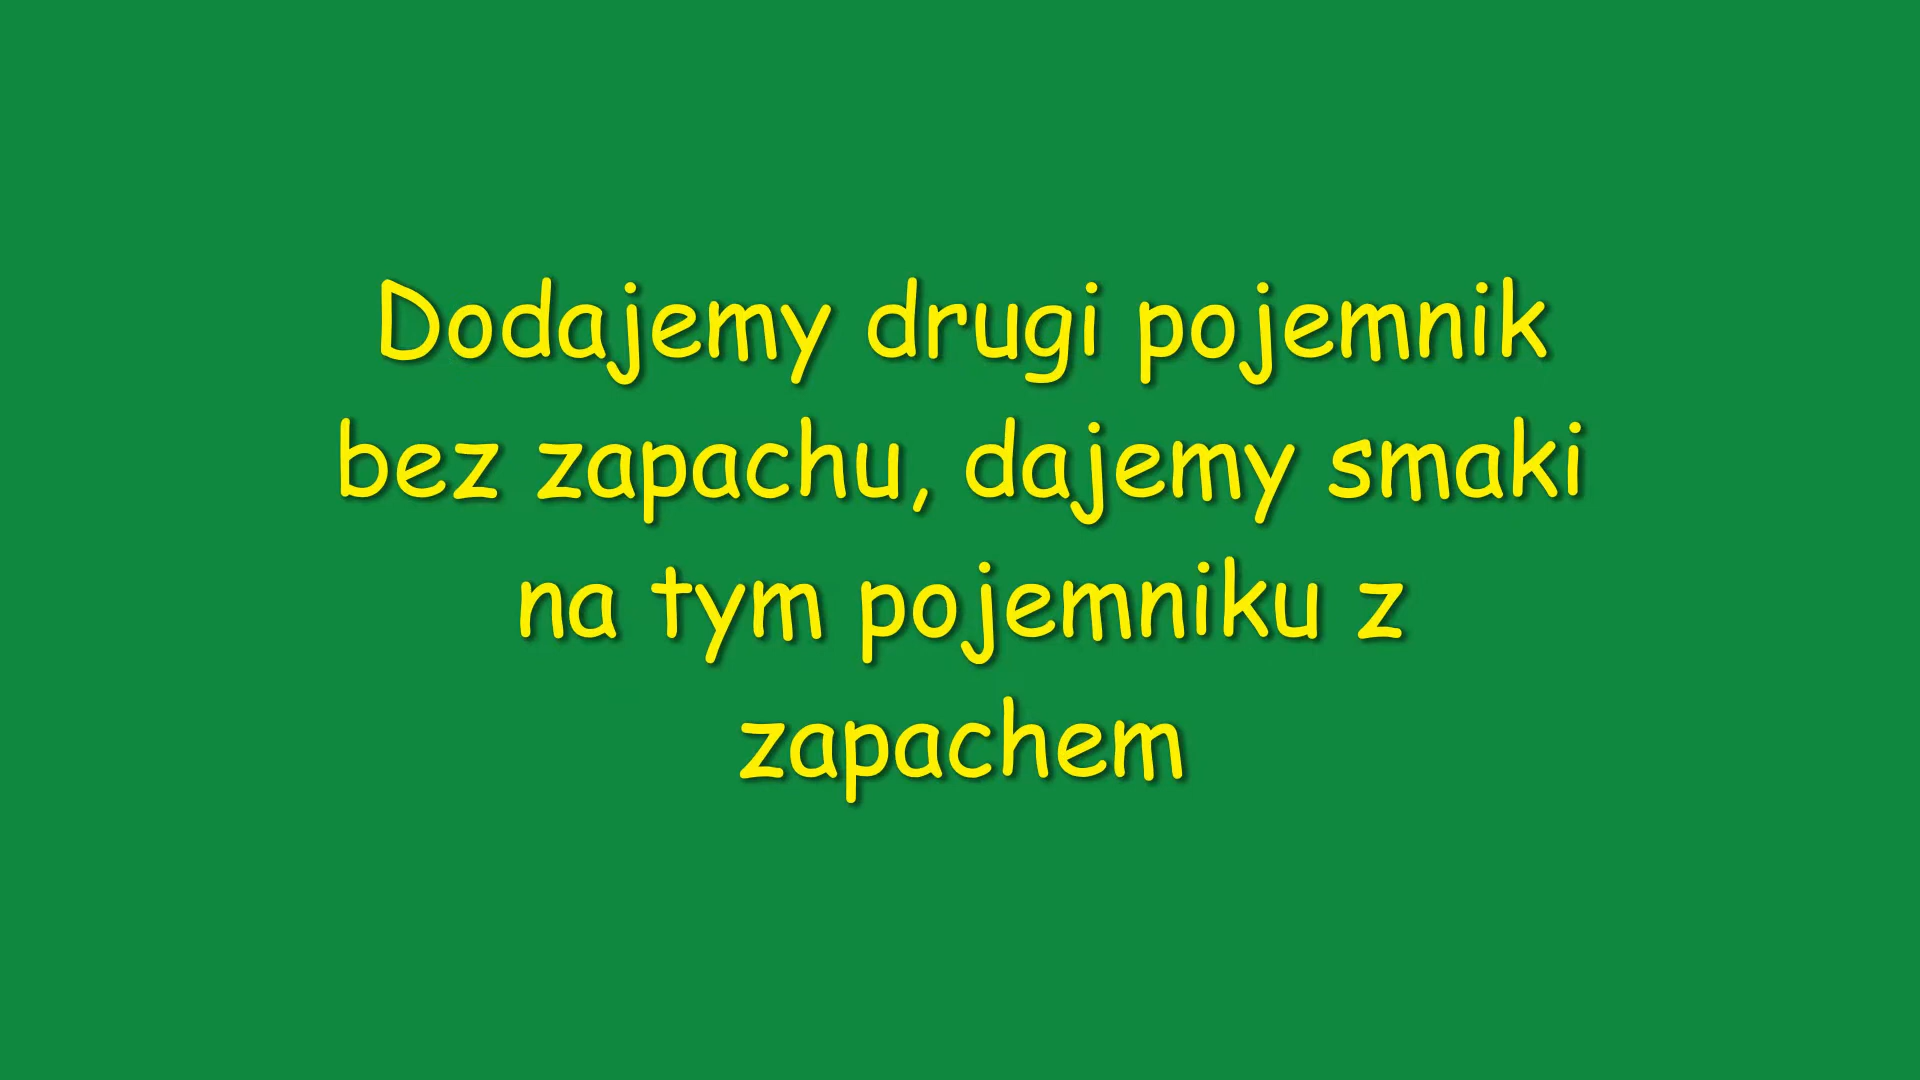 Dodajemy drugi pojemnik
bez zapachu, dajemy smaki
na tym pojemniku z
zapachem